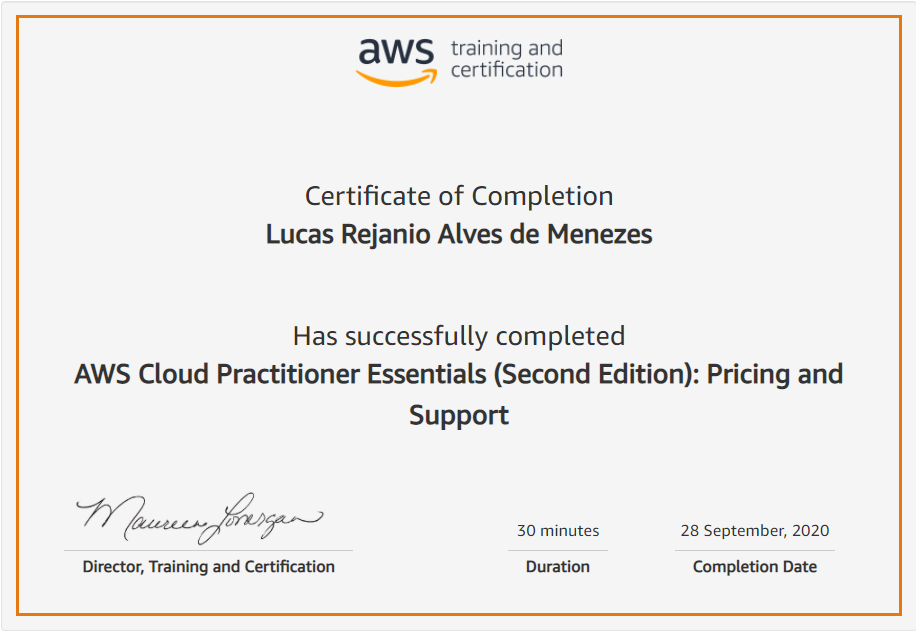 aws training and
certification
Certificate of Completion
Lucas Rejanio Alves de Menezes
Has successfully completed
AWS Cloud Practitioner Essentials (Second Edition): Pricing and
Support
Maureen Lonergan
30 minutes
28 September, 2020
Director, Training and Certification
Duration
Completion Date